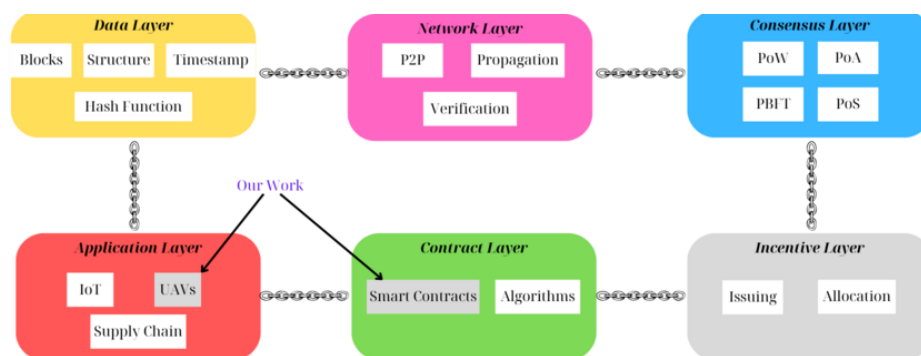 Data Layer
Blocks
Structure
Timestamp
Hash Function
Network Layer
P2P
Propagation
Verification
Consensus Layer
PoW
PoA
PBFT
PoS
Our Work
Application Layer
IoT
UAVs
Supply Chain
Contract Layer
Smart Contracts
Algorithms
Incentive Layer
Issuing
Allocation